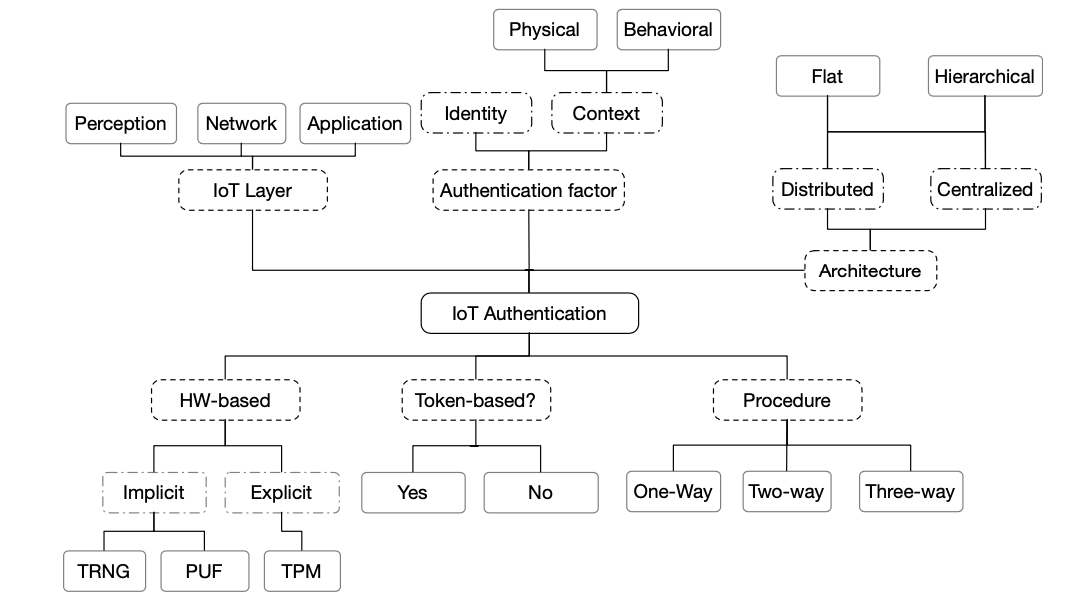 Physical
Behavioral
Flat
Hierarchical
Perception
Network
Application
Identity
Context
IoT Layer
Authentication factor
Distributed
Centralized
Architecture
IoT Authentication
HW-based
Token-based?
Procedure
Implicit
Explicit
Yes
No
One-Way
Two-way
Three-way
TRNG
PUF
TPM